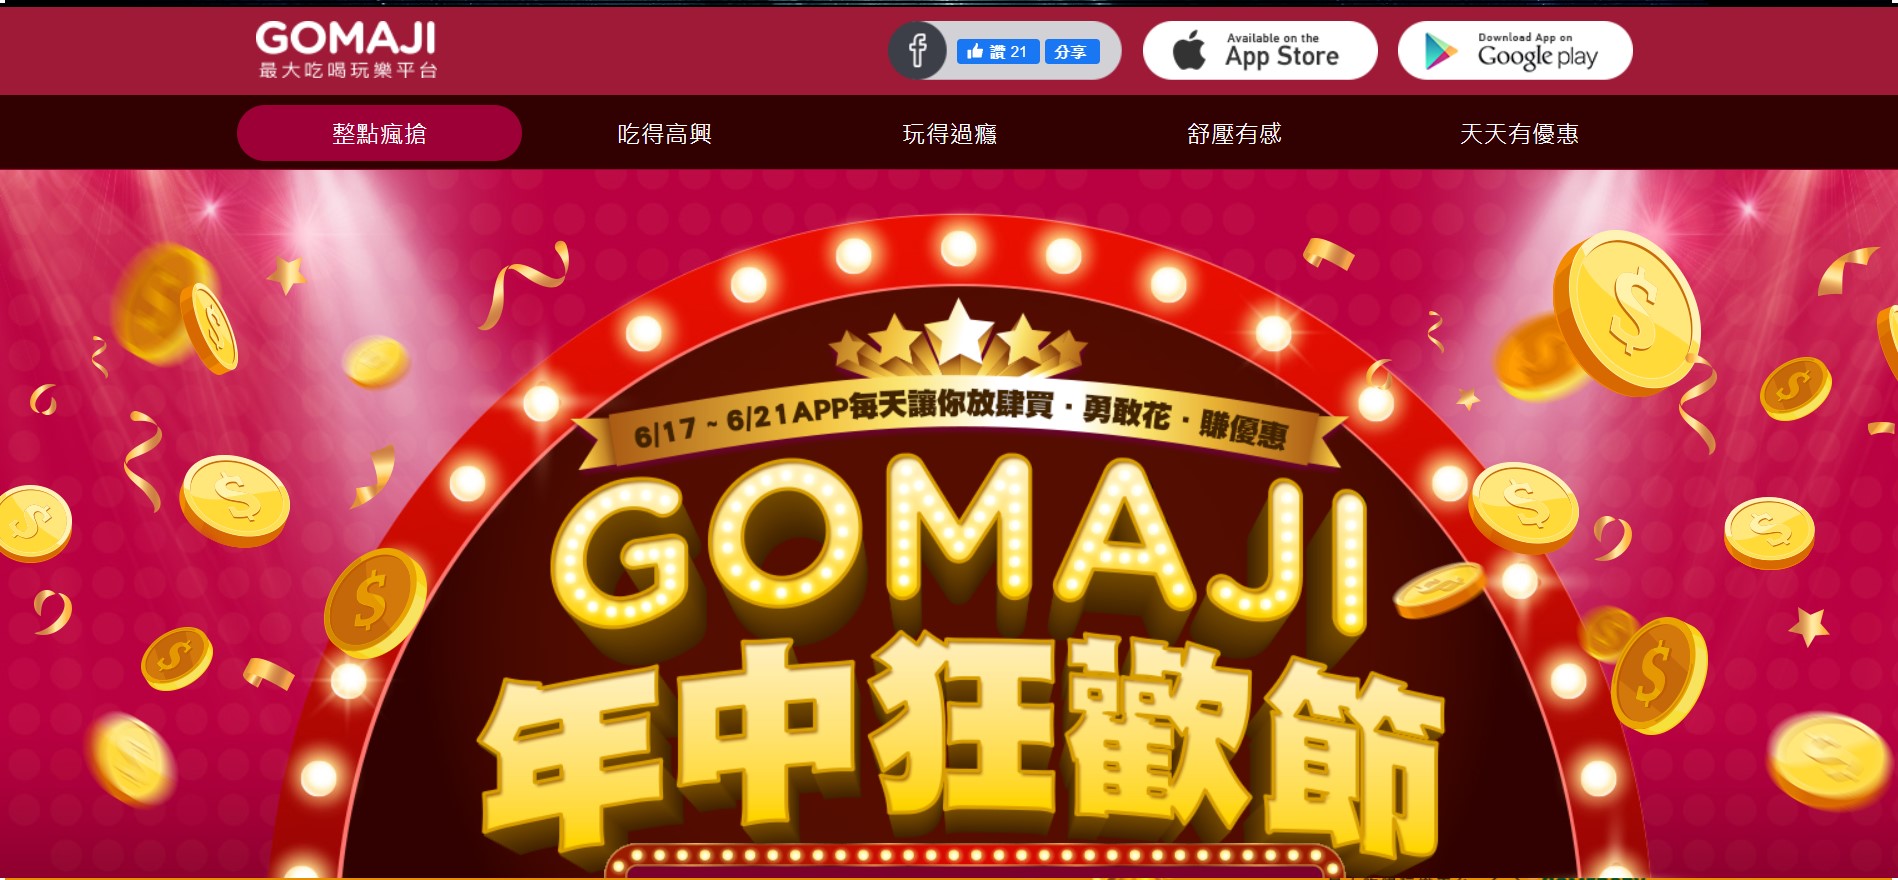 GOMAJI
最大吃喝玩樂平台
讚 21
分享
Available on the
App Store
Download App on
Google play
整點瘋搶
吃得高興
玩得過癮
舒壓有感
天天有優惠
6/17 ~ 6/21 APP每天讓你放肆買·勇敢花·賺優惠
GOMAJI
年中狂歡節